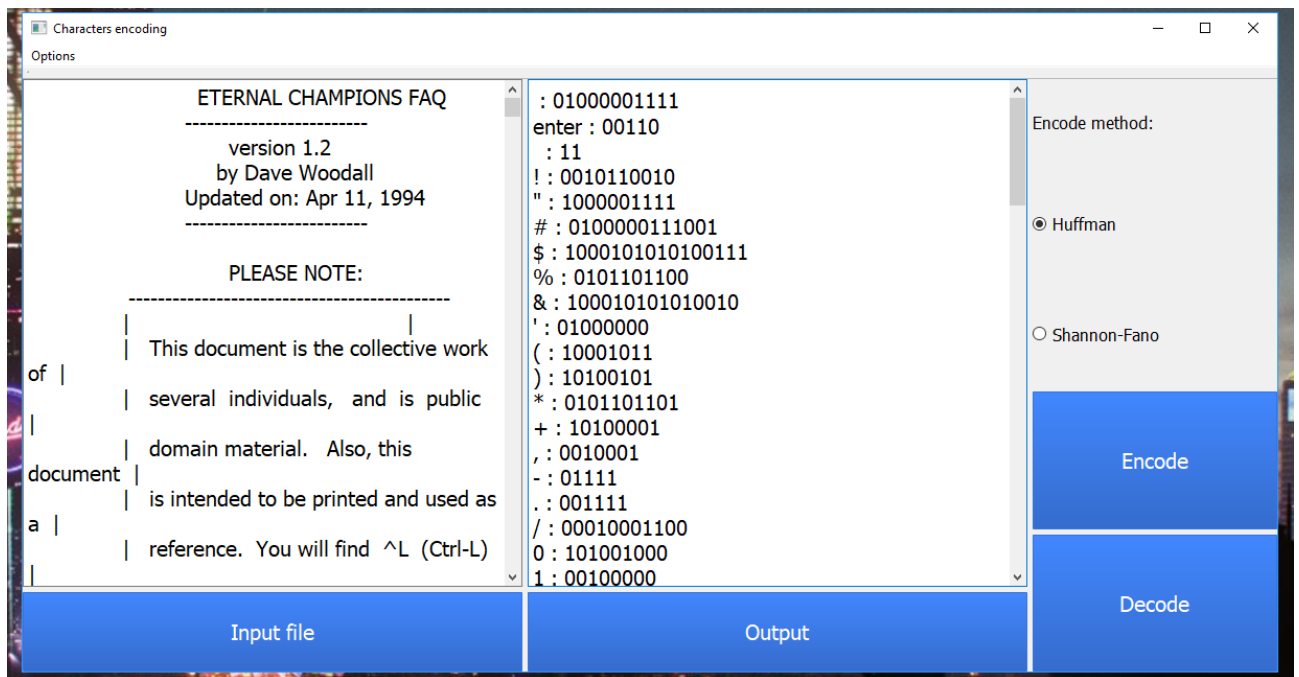 Characters encoding
Options
ETERNAL CHAMPIONS FAQ
-------------------------
version 1.2
by Dave Woodall
Updated on: Apr 11, 1994
-------------------------
PLEASE NOTE:
--------------------------------------------
| |
| This document is the collective work
of |
| several individuals, and is public
|
| domain material. Also, this
document |
| is intended to be printed and used as
a |
| reference. You will find ^L (Ctrl-L)
|
: 01000001111
enter : 00110
: 11
! : 0010110010
" : 1000001111
# : 0100000111001
$ : 1000101010100111
% : 0101101100
& : 100010101010010
' : 01000000
( : 10001011
) : 10100101
* : 0101101101
+ : 10100001
, : 0010001
- : 01111
. : 001111
/ : 00010001100
0 : 101001000
1 : 00100000
Encode method:
Huffman
Shannon-Fano
Encode
Decode
Input file
Output